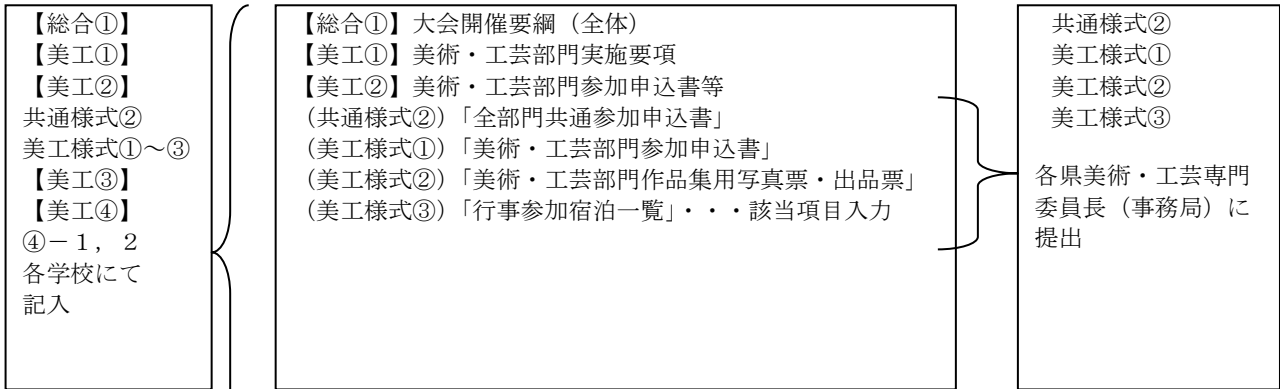 【総合①】
【美工①】
【美工②】
共通様式②
美工様式①~③
【美工③】
【美工④】
④-1, 2
各学校にて
記入
【総合①】大会開催要綱(全体)
【美工①】美術・工芸部門実施要項
【美工②】美術・工芸部門参加申込書等
(共通様式②)「全部門共通参加申込書」
(美工様式①)「美術・工芸部門参加申込書」
(美工様式②)「美術・工芸部門作品集用写真票・出品票」
(美工様式③)「行事参加宿泊一覧」・・・該当項目入力
共通様式②
美工様式①
美工様式②
美工様式③
各県美術・工芸専門
委員長(事務局)に
提出